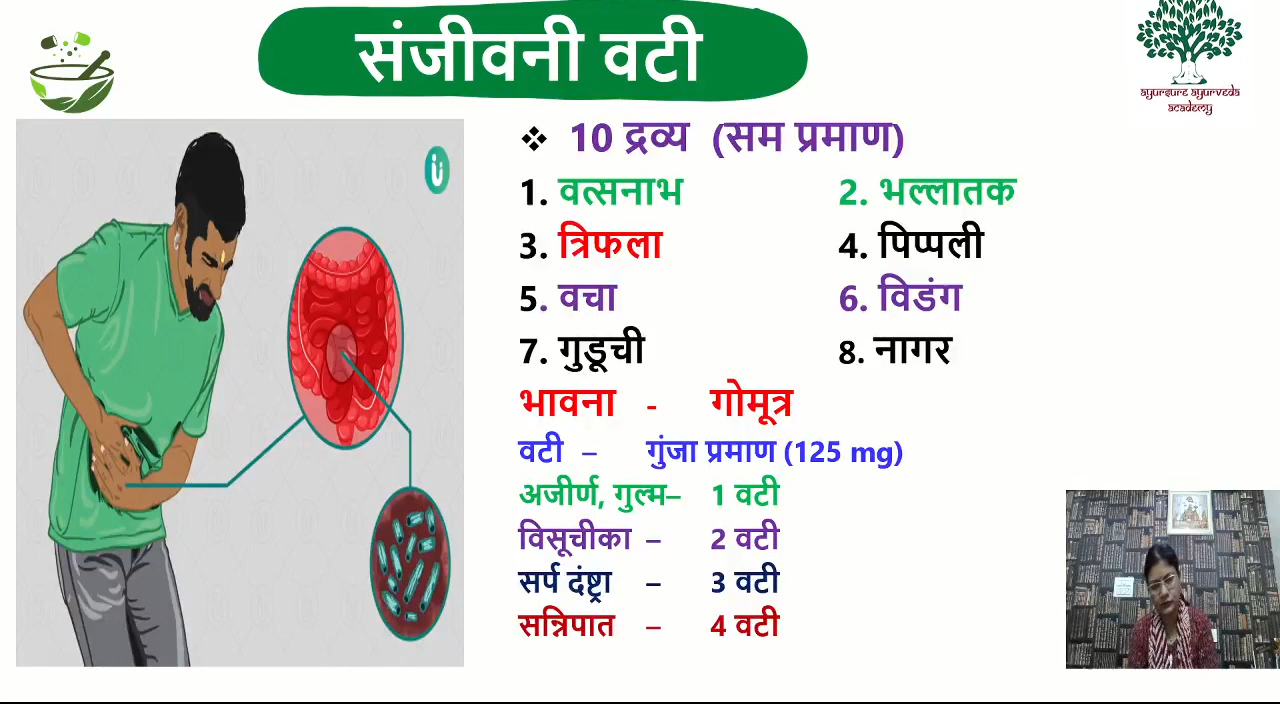 संजीवनी वटी
ayursure ayurveda
academy
❖ 10 द्रव्य (सम प्रमाण)
1. वत्सनाभ 2. भल्लातक
3. त्रिफला 4. पिप्पली
5. वचा 6. विडंग
7. गुडूची 8. नागर
भावना - गोमूत्र
वटी – गुंजा प्रमाण (125 mg)
अजीर्ण, गुल्म– 1 वटी
विसूचीका – 2 वटी
सर्प दंष्ट्रा – 3 वटी
सन्निपात – 4 वटी